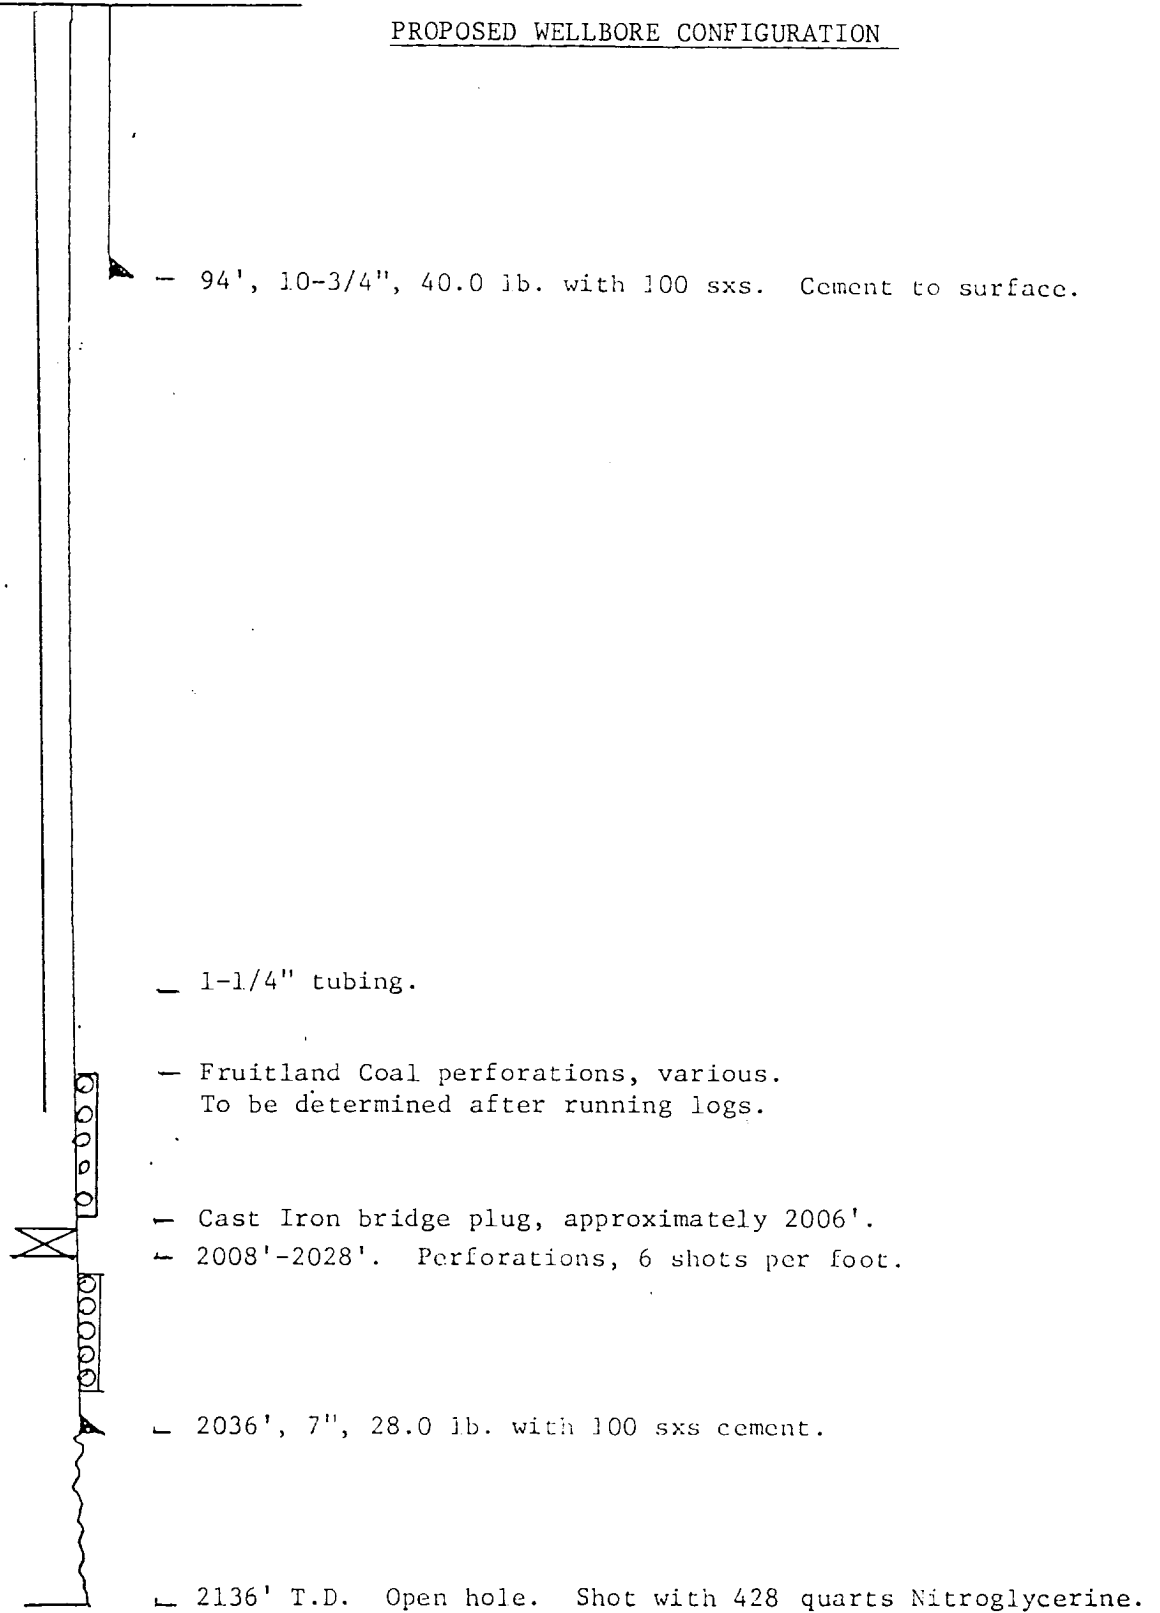 PROPOSED WELLBORE CONFIGURATION
94', 10-3/4", 40.0 lb. with 100 sxs. Cement to surface.
1-1/4" tubing.
Fruitland Coal perforations, various.
To be determined after running logs.
Cast Iron bridge plug, approximately 2006'.
2008'-2028'. Perforations, 6 shots per foot.
2036', 7", 28.0 lb. with 100 sxs cement.
2136' T.D. Open hole. Shot with 428 quarts Nitroglycerine.